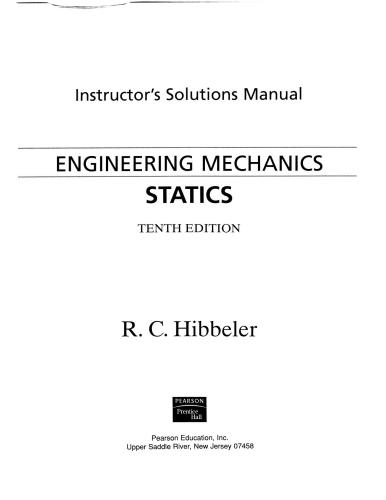 Instructor's Solutions Manual
ENGINEERING MECHANICS
STATICS
TENTH EDITION
R. C. Hibbeler
PEARSON
Prentice
Hall
Pearson Education, Inc.
Upper Saddle River, New Jersey 07458